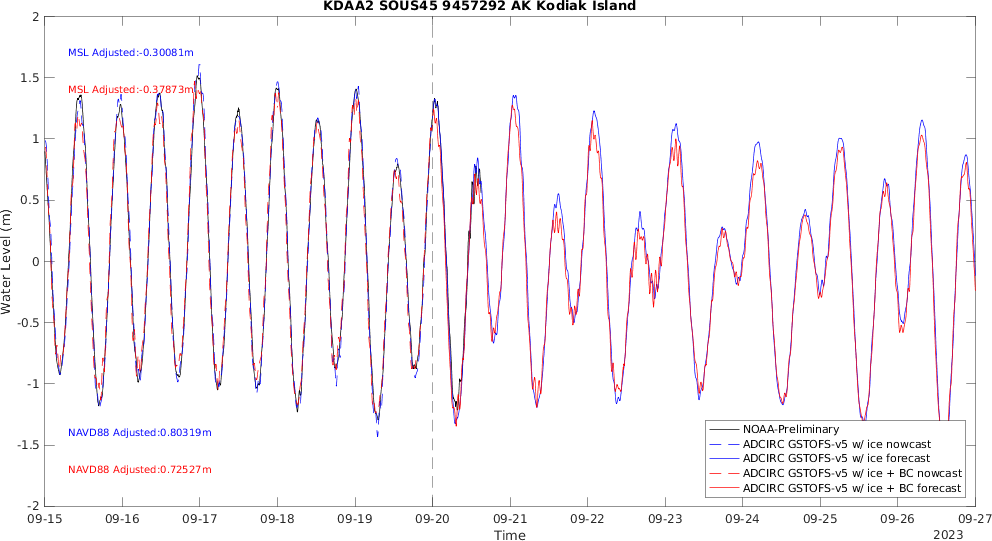 KDAA2 SOUS45 9457292 AK Kodiak Island
2
1.5
1
0.5
0
-0.5
-1
-1.5
-2
Water Level (m)
MSL Adjusted:-0.30081m
MSL Adjusted:-0.37873m
NAVD88 Adjusted:0.80319m
NAVD88 Adjusted:0.72527m
NOAA-Preliminary
ADCIRC GSTOFS-v5 w/ ice nowcast
ADCIRC GSTOFS-v5 w/ ice forecast
ADCIRC GSTOFS-v5 w/ ice + BC nowcast
ADCIRC GSTOFS-v5 w/ ice + BC forecast
09-15 09-16 09-17 09-18 09-19 09-20 09-21 09-22 09-23 09-24 09-25 09-26 09-27
Time
2023